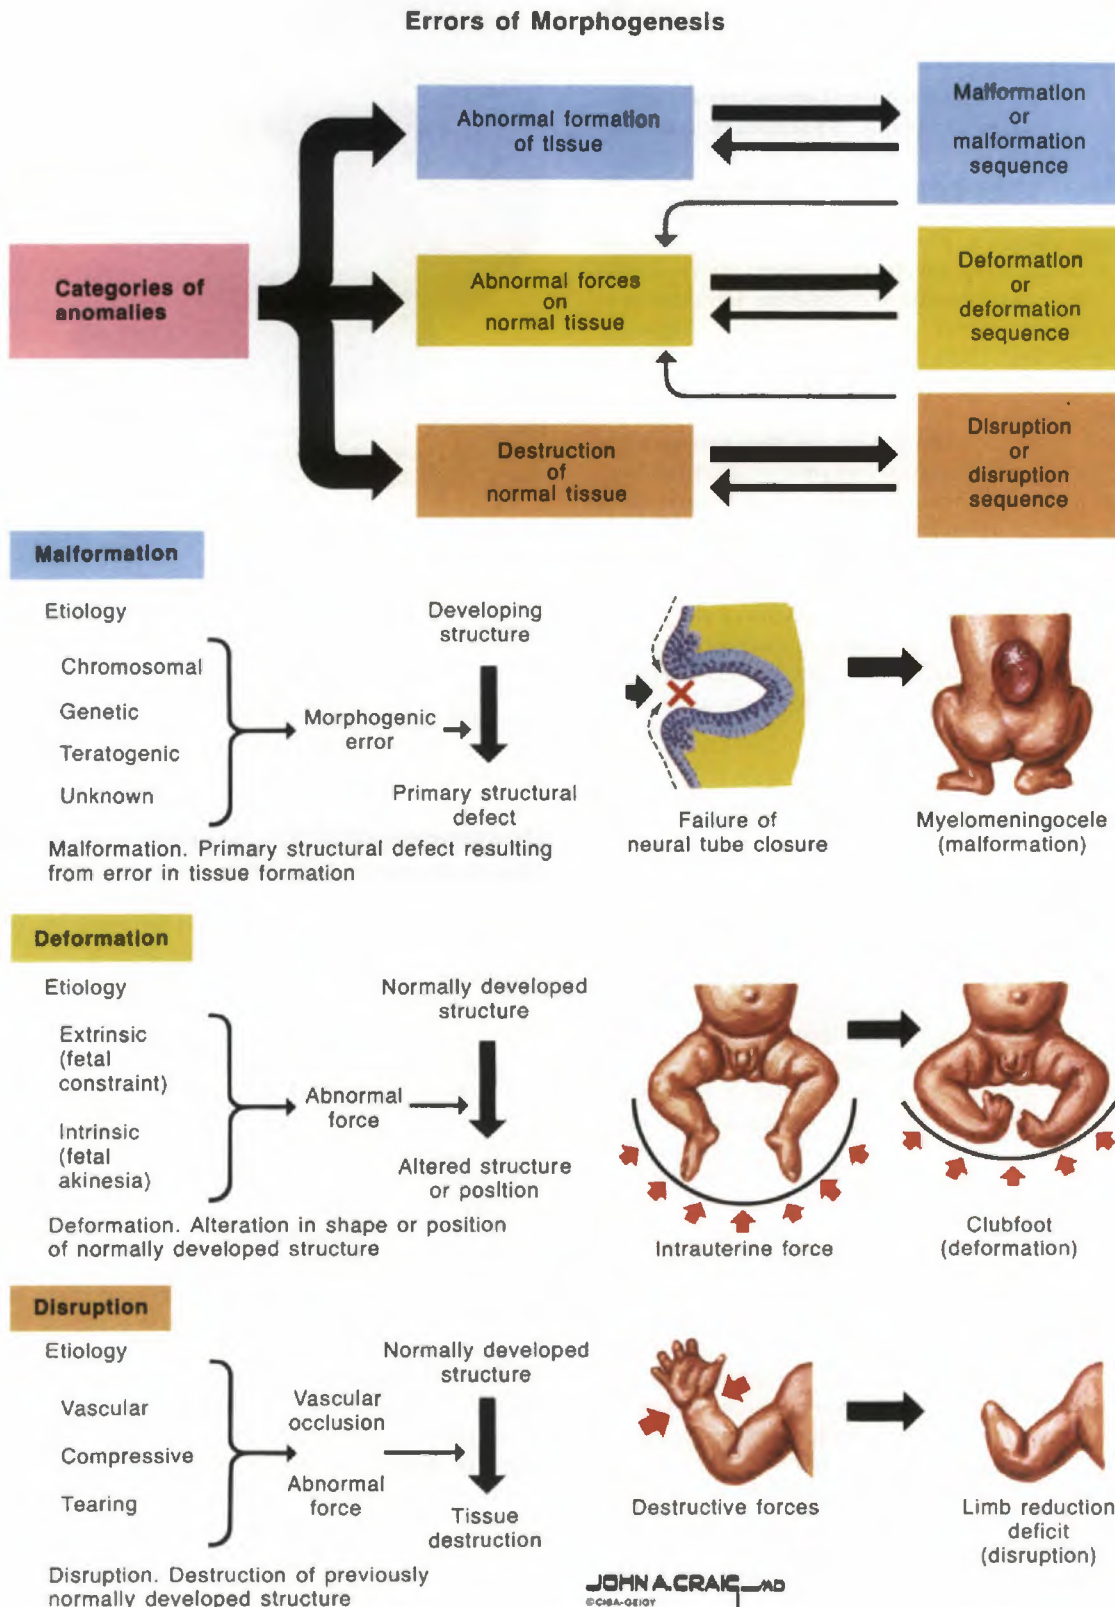 Errors of Morphogenesis
Categories of
anomalies
Abnormal formation
of tissue
Malformation
or
malformation
sequence
Abnormal forces
on
normal tissue
Deformation
or
deformation
sequence
Destruction
of
normal tissue
Disruption
or
disruption
sequence
Malformation
Etiology
Chromosomal
Genetic
Teratogenic
Unknown
Morphogenic
error
Developing
structure
Primary structural
defect
Failure of
neural tube closure
Myelomeningocele
(malformation)
Malformation. Primary structural defect resulting
from error in tissue formation
Deformation
Etiology
Extrinsic
(fetal
constraint)
Intrinsic
(fetal
akinesia)
Abnormal
force
Normally developed
structure
Altered structure
or position
Intrauterine force
Clubfoot
(deformation)
Deformation. Alteration in shape or position
of normally developed structure
Disruption
Etiology
Vascular
Compressive
Tearing
Vascular
occlusion
Abnormal
force
Normally developed
structure
Tissue
destruction
Destructive forces
Limb reduction
deficit
(disruption)
Disruption. Destruction of previously
normally developed structure
JOHN A. CRAIG MD
© CIBA-GEIGY